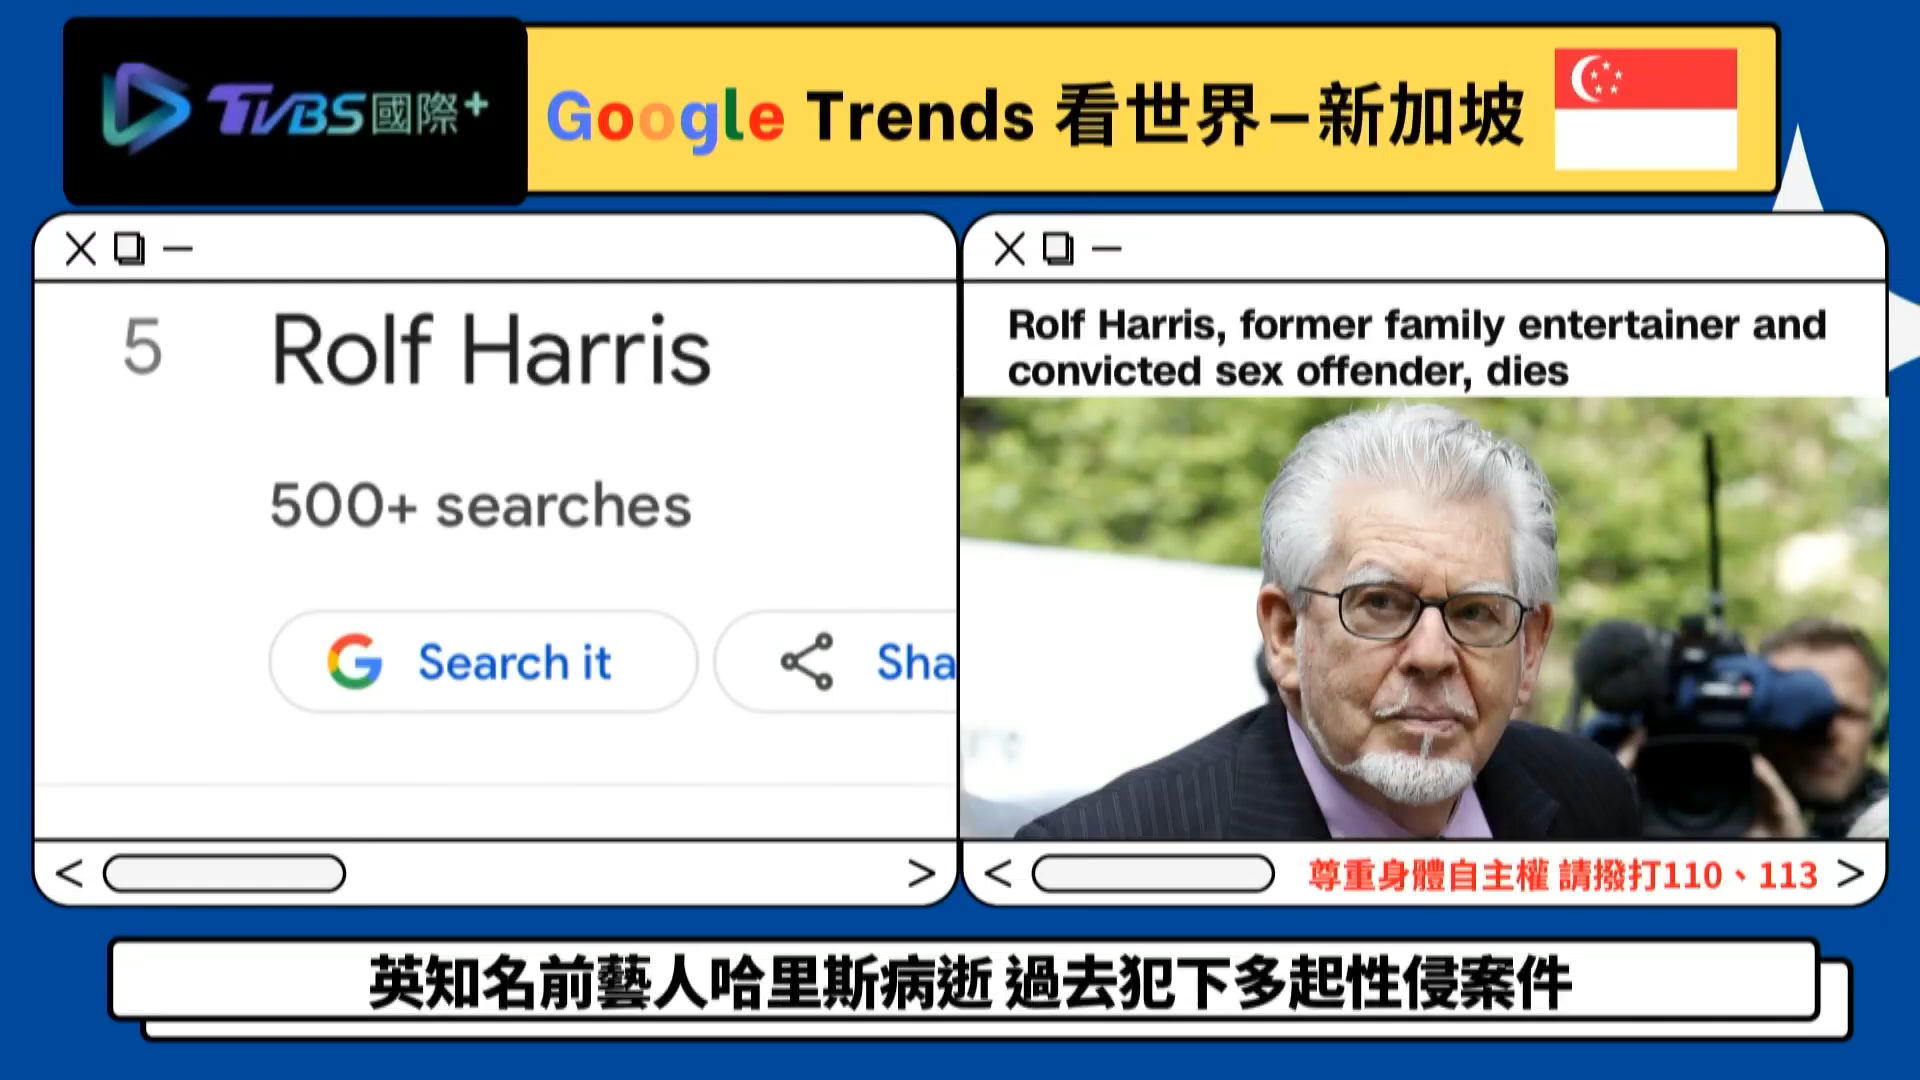 TVBS國際+
Google Trends 看世界–新加坡
5
Rolf Harris
500+ searches
Search it
Sha
Rolf Harris, former family entertainer and
convicted sex offender, dies
尊重身體自主權 請撥打110、113
英知名前藝人哈里斯病逝 過去犯下多起性侵案件